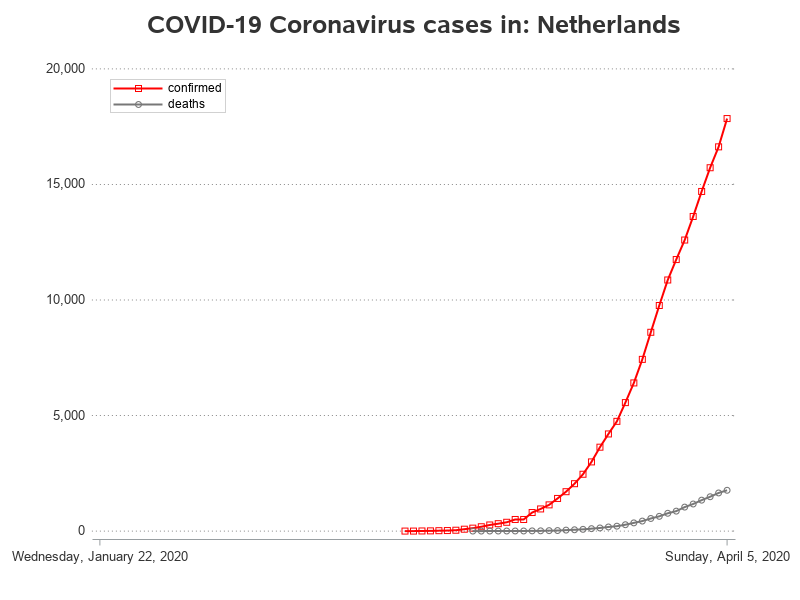 COVID-19 Coronavirus cases in: Netherlands
20,000
confirmed
deaths
15,000
10,000
5,000
0
Wednesday, January 22, 2020
Sunday, April 5, 2020